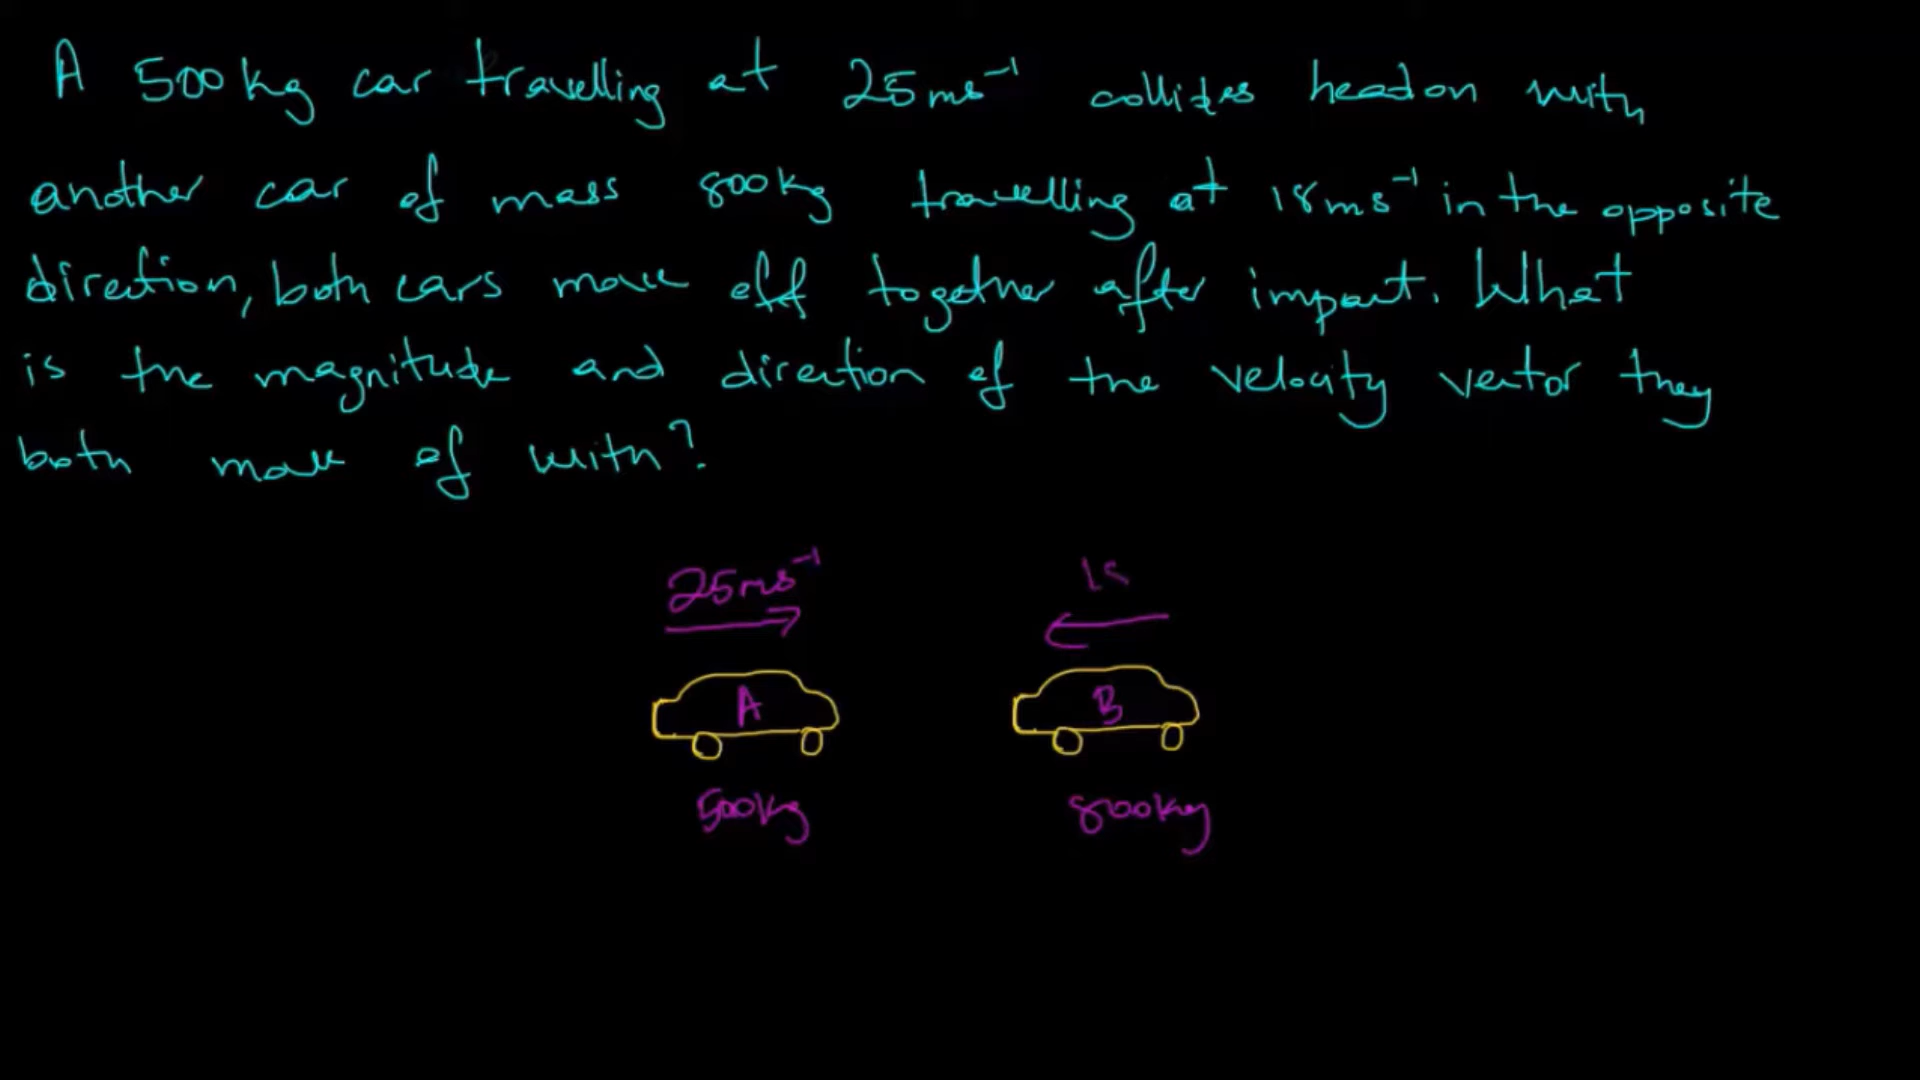 A 500kg car travelling at 25ms⁻¹ collides head on with
another car of mass 800kg travelling at 18ms⁻¹ in the opposite
direction, both cars move off together after impact. What
is the magnitude and direction of the velocity vector they
both move of with?
25ms⁻¹
A
B
500kg
800kg